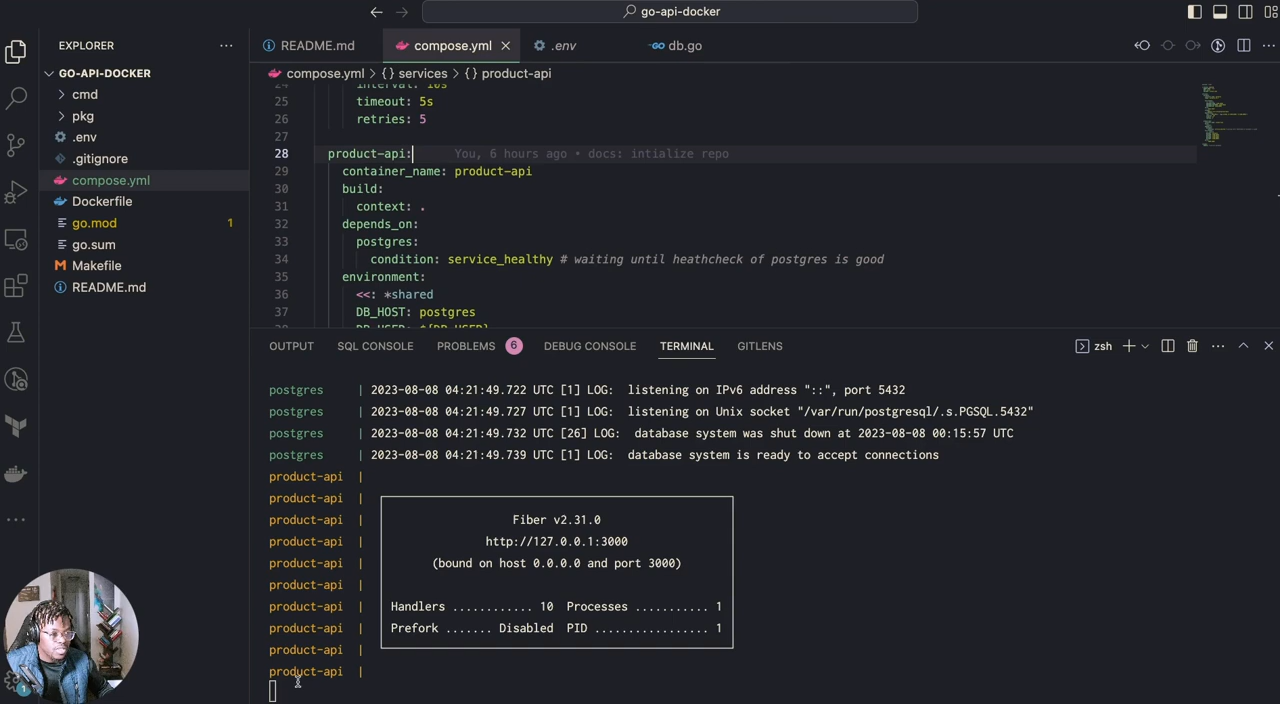 go-api-docker
EXPLORER
README.md
compose.yml
.env
db.go
GO-API-DOCKER
compose.yml > {} services > {} product-api
cmd
pkg
.env
.gitignore
compose.yml
Dockerfile
go.mod 1
go.sum
Makefile
README.md
24 interval: 10s
25 timeout: 5s
26 retries: 5
27
28 product-api: You, 6 hours ago • docs: intialize repo
29 container_name: product-api
30 build:
31 context: .
32 depends_on:
33 postgres:
34 condition: service_healthy # waiting until heathcheck of postgres is good
35 environment:
36 <<: *shared
37 DB_HOST: postgres
38 DB_USER: ${DB_USER}
OUTPUT SQL CONSOLE PROBLEMS 6 DEBUG CONSOLE TERMINAL GITLENS zsh
postgres | 2023-08-08 04:21:49.722 UTC [1] LOG: listening on IPv6 address "::", port 5432
postgres | 2023-08-08 04:21:49.727 UTC [1] LOG: listening on Unix socket "/var/run/postgresql/.s.PGSQL.5432"
postgres | 2023-08-08 04:21:49.732 UTC [26] LOG: database system was shut down at 2023-08-08 00:15:57 UTC
postgres | 2023-08-08 04:21:49.739 UTC [1] LOG: database system is ready to accept connections
product-api |
product-api |
product-api | Fiber v2.31.0
product-api | http://127.0.0.1:3000
product-api | (bound on host 0.0.0.0 and port 3000)
product-api |
product-api | Handlers ............ 10 Processes ........... 1
product-api | Prefork ....... Disabled PID ................. 1
product-api |
product-api |
1